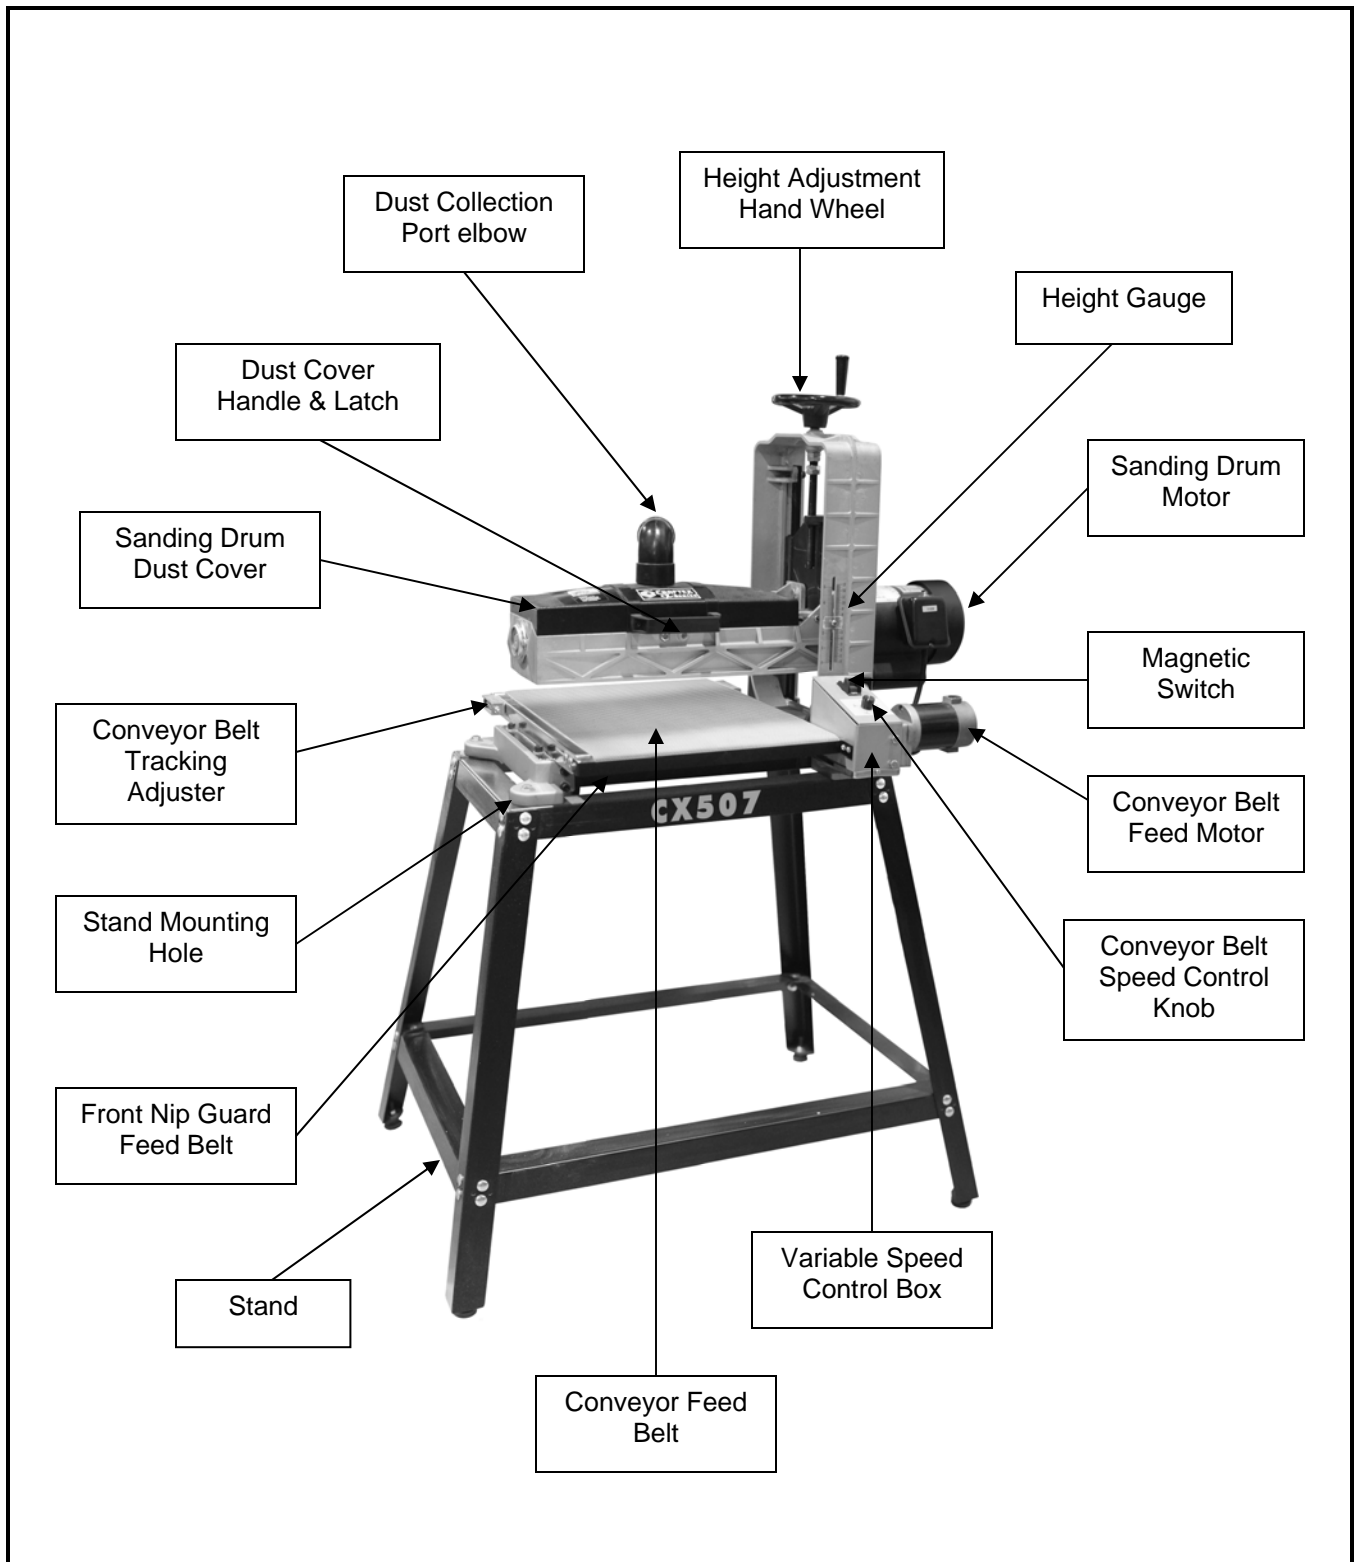 Height Adjustment
Hand Wheel
Dust Collection
Port elbow
Height Gauge
Dust Cover
Handle & Latch
Sanding Drum
Motor
Sanding Drum
Dust Cover
Magnetic
Switch
Conveyor Belt
Tracking
Adjuster
Conveyor Belt
Feed Motor
CX507
Stand Mounting
Hole
Conveyor Belt
Speed Control
Knob
Front Nip Guard
Feed Belt
Variable Speed
Control Box
Stand
Conveyor Feed
Belt